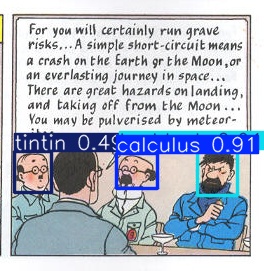 For you will certainly run grave
risks... A simple short-circuit means
a crash on the Earth or the Moon, or
an everlasting journey in space...
There are great hazards on landing,
and taking off from the Moon...
You may be pulverised by meteor-
tintin 0.49
calculus 0.91